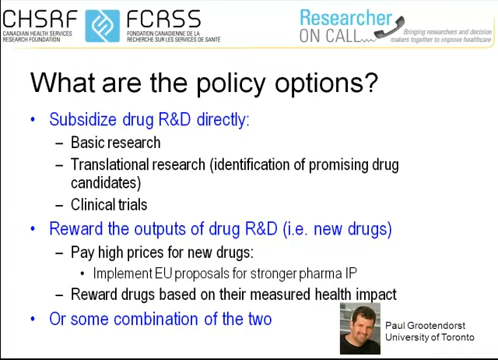 CHSRF FCRSS
CANADIAN HEALTH SERVICES
RESEARCH FOUNDATION
FONDATION CANADIENNE DE LA
RECHERCHE SUR LES SERVICES DE SANTÉ
Researcher
ON CALL...
Bringing researchers and decision
makers together to improve healthcare
What are the policy options?
• Subsidize drug R&D directly:
– Basic research
– Translational research (identification of promising drug
candidates)
– Clinical trials
• Reward the outputs of drug R&D (i.e. new drugs)
– Pay high prices for new drugs:
• Implement EU proposals for stronger pharma IP
– Reward drugs based on their measured health impact
• Or some combination of the two
Paul Grootendorst
University of Toronto